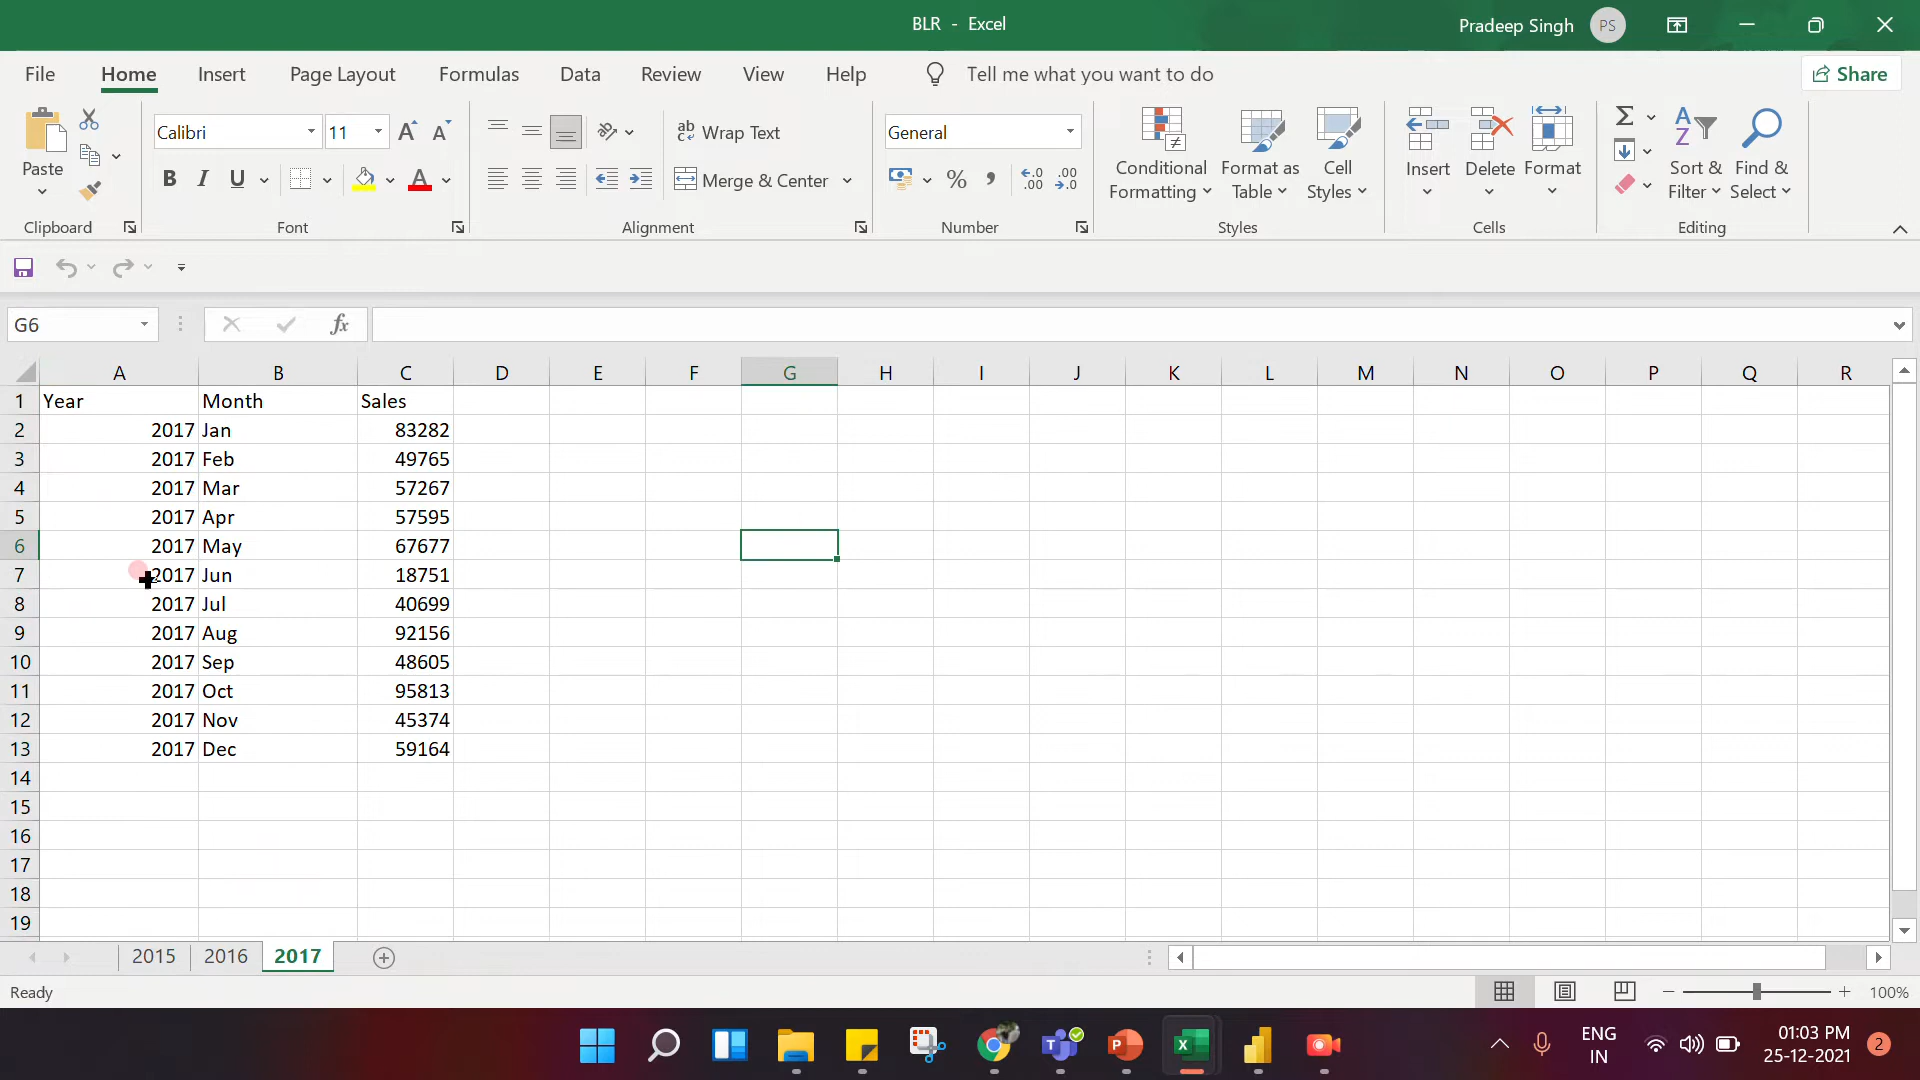 BLR - Excel
Pradeep Singh PS
File Home Insert Page Layout Formulas Data Review View Help Tell me what you want to do Share
Paste
Clipboard
Calibri 11
B I U A
Font
ab c Wrap Text
Merge & Center
Alignment
General
% ,
Number
Conditional Formatting
Format as Table
Cell Styles
Styles
Insert
Delete
Format
Cells
Sort & Filter
Find & Select
Editing
G6 fx
A B C D E F G H I J K L M N O P Q R
1 Year Month Sales
2 2017 Jan 83282
3 2017 Feb 49765
4 2017 Mar 57267
5 2017 Apr 57595
6 2017 May 67677
7 2017 Jun 18751
8 2017 Jul 40699
9 2017 Aug 92156
10 2017 Sep 48605
11 2017 Oct 95813
12 2017 Nov 45374
13 2017 Dec 59164
14
15
16
17
18
19
2015 2016 2017
Ready
100%
ENG
IN
01:03 PM
25-12-2021
2